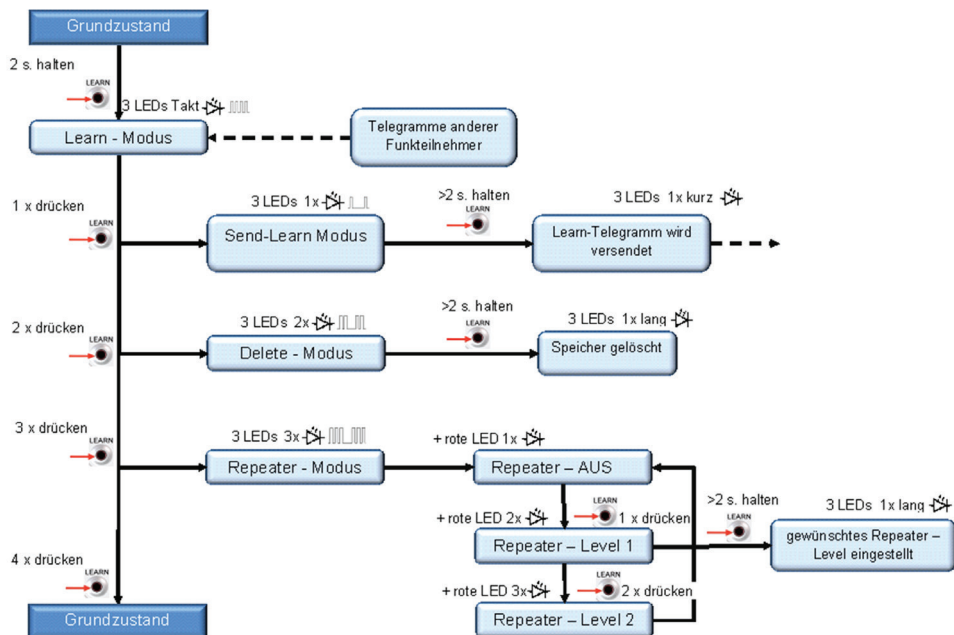 Grundzustand
2 s. halten
LEARN
3 LEDs Takt
Learn - Modus
Telegramme anderer
Funkteilnehmer
1 x drücken
LEARN
3 LEDs 1x
Send-Learn Modus
>2 s. halten
LEARN
3 LEDs 1x kurz
Learn-Telegramm wird
versendet
2 x drücken
LEARN
3 LEDs 2x
Delete - Modus
>2 s. halten
LEARN
3 LEDs 1x lang
Speicher gelöscht
3 x drücken
LEARN
3 LEDs 3x
Repeater - Modus
+ rote LED 1x
Repeater – AUS
+ rote LED 2x
LEARN
1 x drücken
Repeater – Level 1
>2 s. halten
LEARN
3 LEDs 1x lang
gewünschtes Repeater –
Level eingestellt
+ rote LED 3x
LEARN
2 x drücken
Repeater – Level 2
4 x drücken
LEARN
Grundzustand